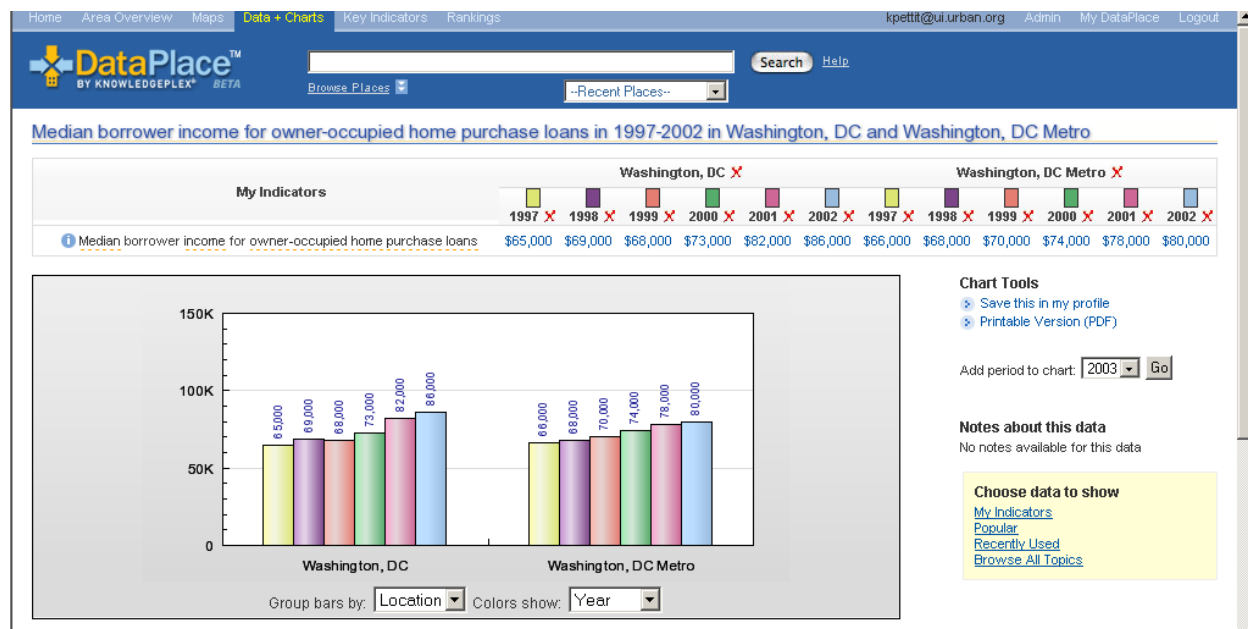 Home Area Overview Maps Data + Charts Key Indicators Rankings kpettit@ui.urban.org Admin My DataPlace Logout
DataPlace™
BY KNOWLEDGEPLEX® BETA
Search Help
Browse Places
--Recent Places--
Median borrower income for owner-occupied home purchase loans in 1997-2002 in Washington, DC and Washington, DC Metro
My Indicators
Washington, DC Washington, DC Metro
1997 1998 1999 2000 2001 2002 1997 1998 1999 2000 2001 2002
Median borrower income for owner-occupied home purchase loans $65,000 $69,000 $68,000 $73,000 $82,000 $86,000 $66,000 $68,000 $70,000 $74,000 $78,000 $80,000
150K
100K
50K
0
65,000 69,000 68,000 73,000 82,000 86,000 66,000 68,000 70,000 74,000 78,000 80,000
Washington, DC Washington, DC Metro
Group bars by: Location Colors show: Year
Chart Tools
Save this in my profile
Printable Version (PDF)
Add period to chart: 2003 Go
Notes about this data
No notes available for this data
Choose data to show
My Indicators
Popular
Recently Used
Browse All Topics